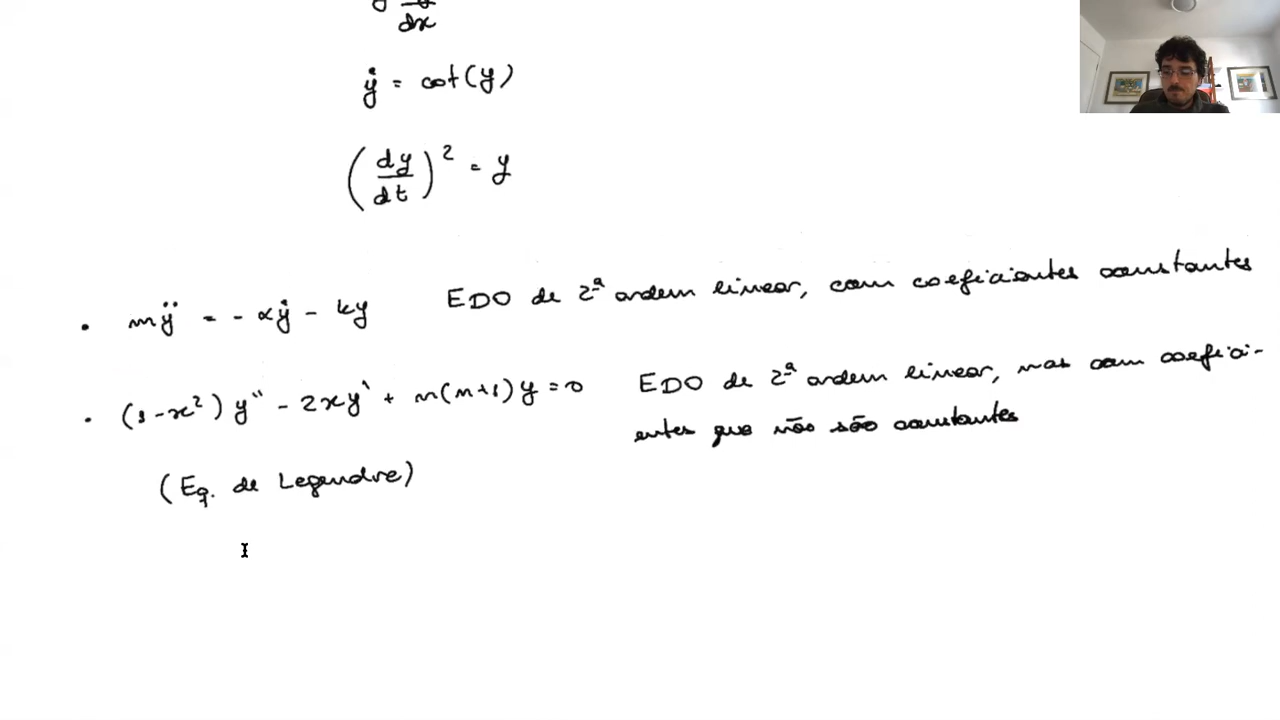 dx
ẏ = cot(y)
(dy/dt)² = y
• mÿ = - αẏ - ky EDO de 2ª ordem linear, com coeficientes constantes
• (1-x²) y'' - 2xy' + n(n+1)y = 0 EDO de 2ª ordem linear, mas com coefici-
entes que não são constantes
(Eq. de Legendre)